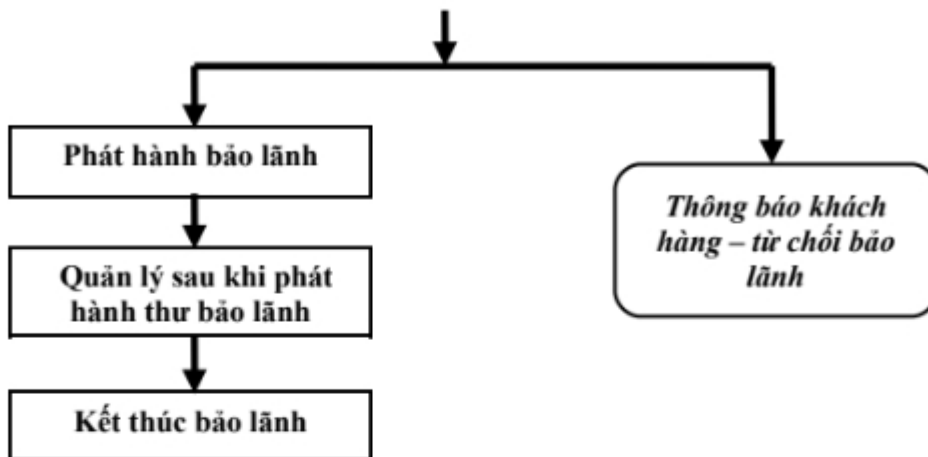 Phát hành bảo lãnh
Quản lý sau khi phát
hành thư bảo lãnh
Kết thúc bảo lãnh
Thông báo khách
hàng – từ chối bảo
lãnh